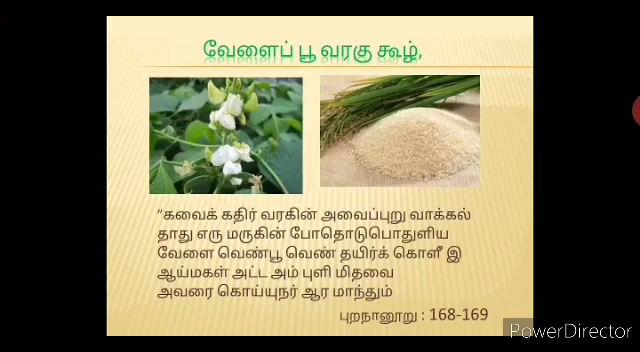 வேளைப் பூ வரகு கூழ்,
“கவைக் கதிர் வரகின் அவைப்புறு வாக்கல்
தாது எரு மருகின் போதொடுபொதுளிய
வேளை வெண்பூ வெண் தயிர்க் கொளீ இ
ஆய்மகள் அட்ட அம் புளி மிதவை
அவரை கொய்யுநர் ஆர மாந்தும்
புறநானூறு : 168-169
PowerDirector